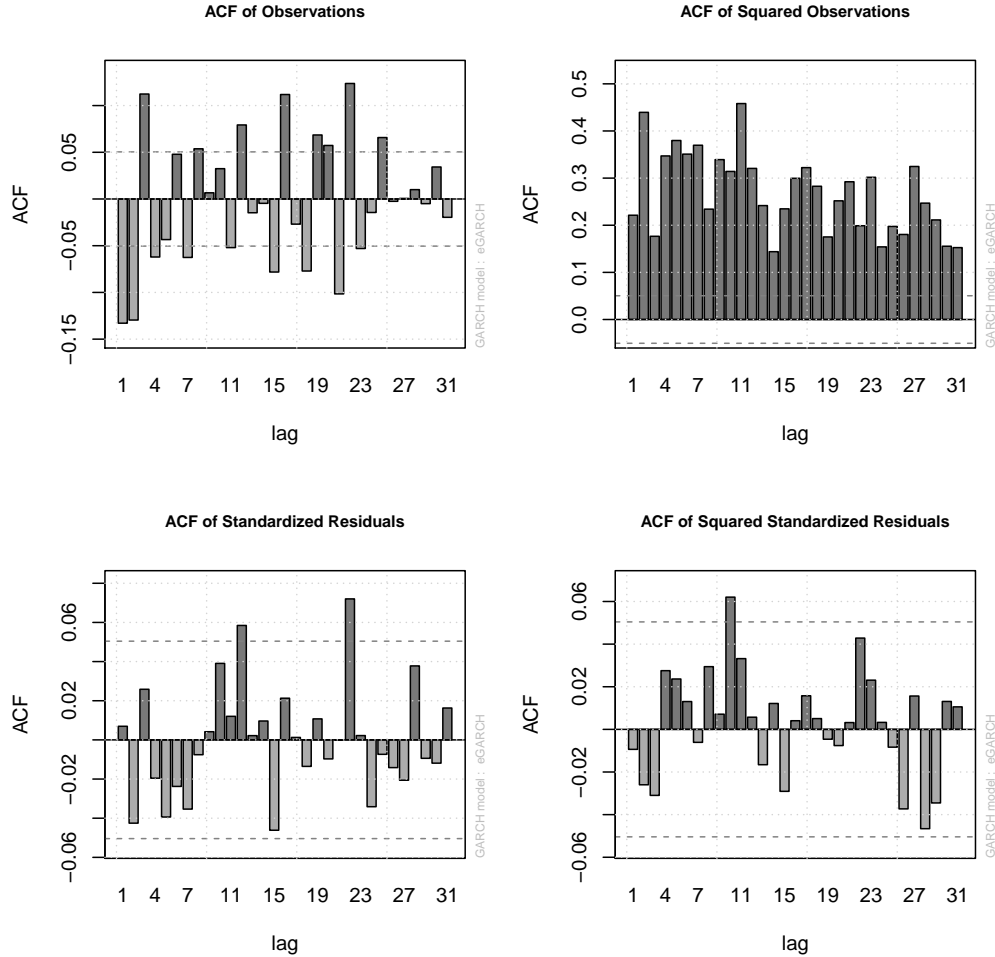 ACF of Observations
ACF
0.05
−0.05
−0.15
1 4 7 11 15 19 23 27 31
lag
GARCH model : eGARCH
ACF of Squared Observations
ACF
0.5
0.4
0.3
0.2
0.1
0.0
1 4 7 11 15 19 23 27 31
lag
GARCH model : eGARCH
ACF of Standardized Residuals
ACF
0.06
0.02
−0.02
−0.06
1 4 7 11 15 19 23 27 31
lag
GARCH model : eGARCH
ACF of Squared Standardized Residuals
ACF
0.06
0.02
−0.02
−0.06
1 4 7 11 15 19 23 27 31
lag
GARCH model : eGARCH